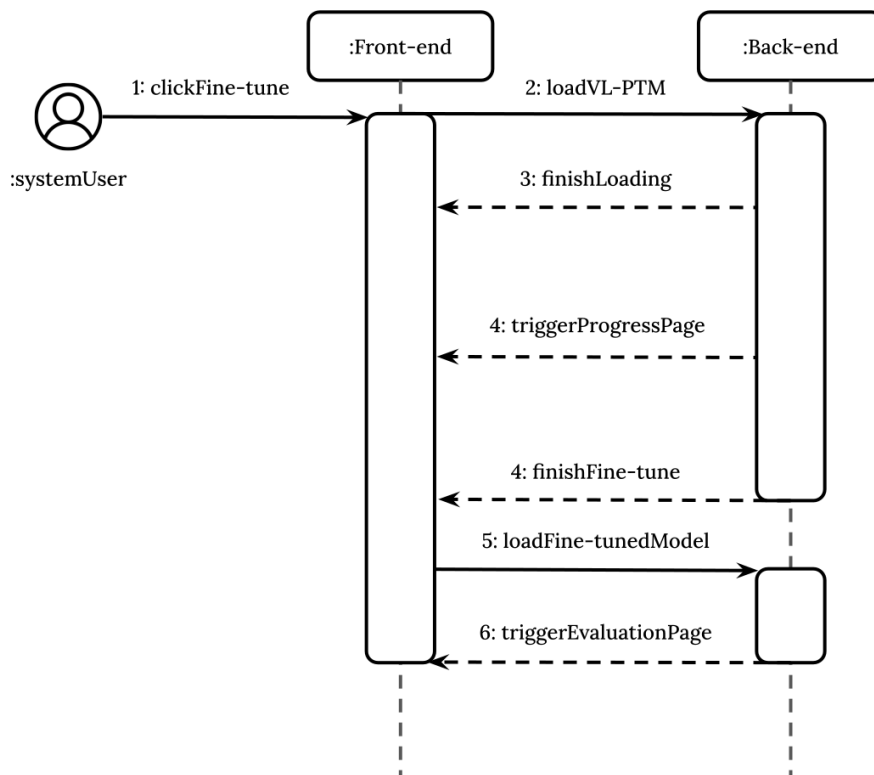 :Front-end
:Back-end
1: clickFine-tune
2: loadVL-PTM
:systemUser
3: finishLoading
4: triggerProgressPage
4: finishFine-tune
5: loadFine-tunedModel
6: triggerEvaluationPage